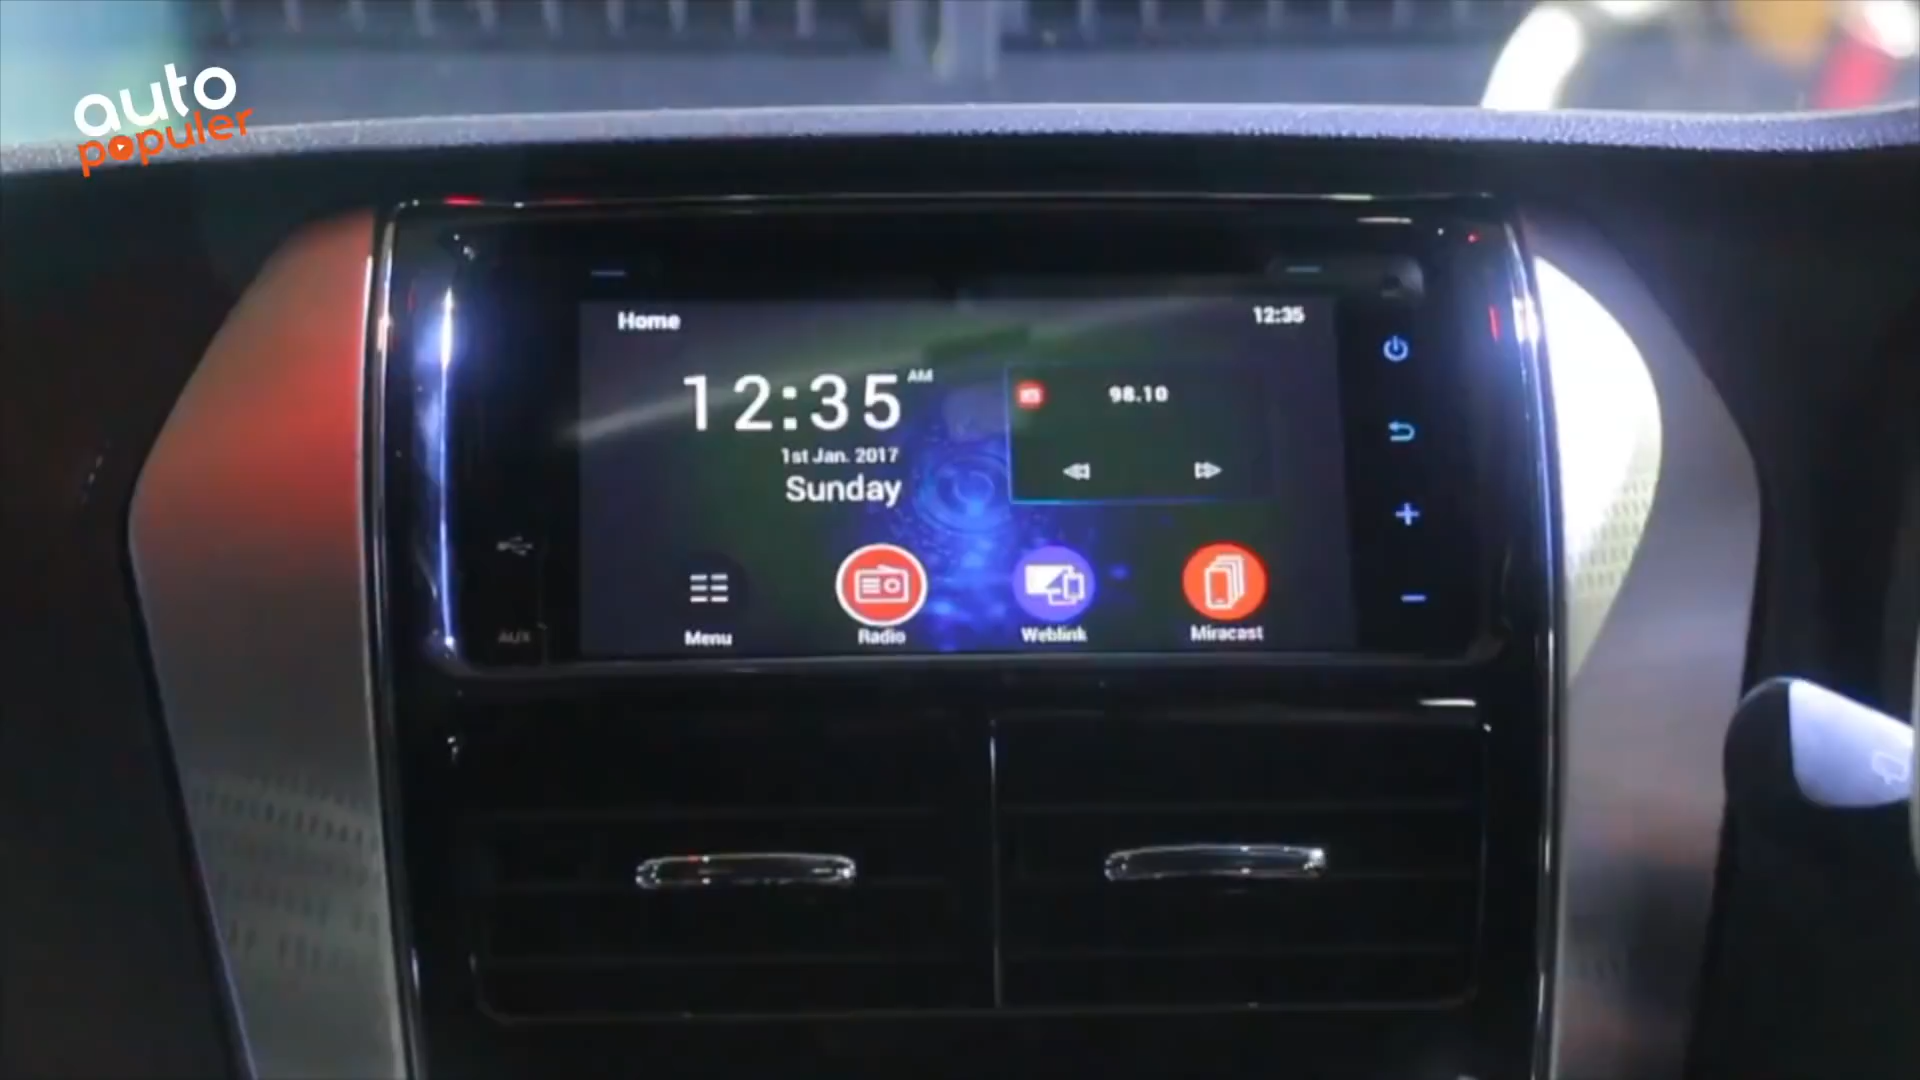 auto
populer
Home
12:35
12:35 AM
98.10
1st Jan. 2017
Sunday
AUX
Menu
Radio
Weblink
Miracast